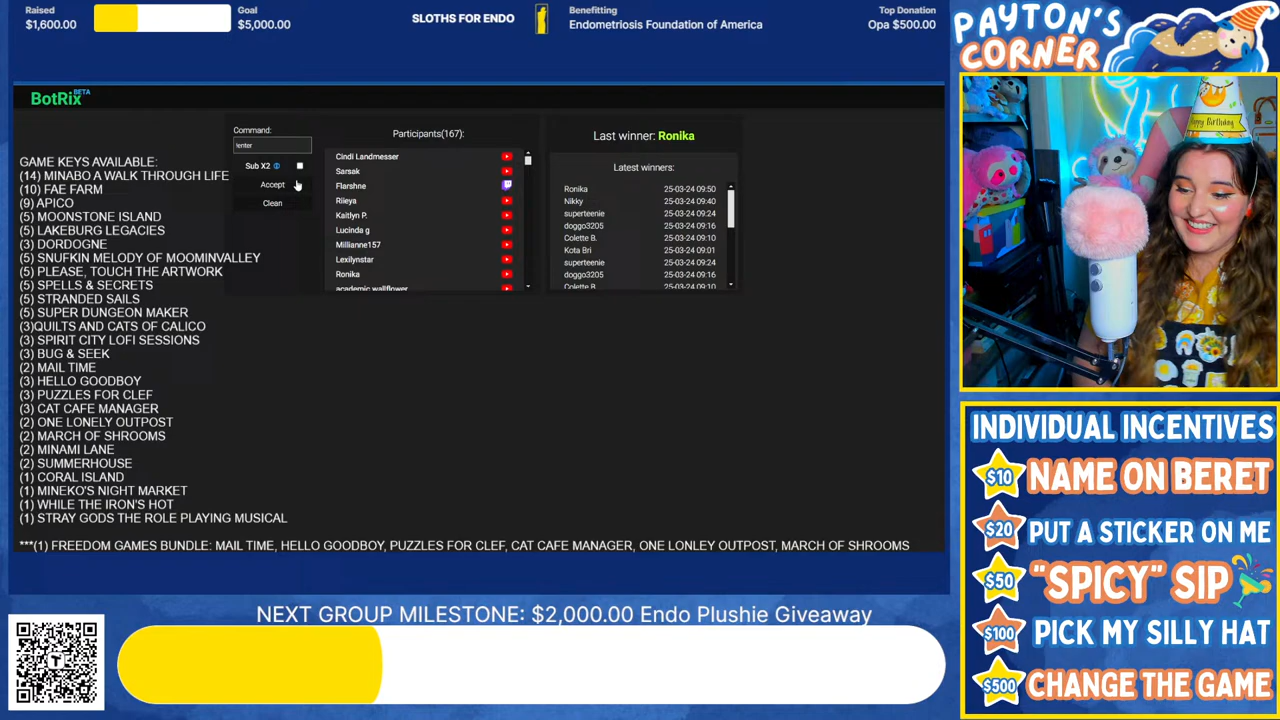 Raised
$1,600.00
Goal
$5,000.00
SLOTHS FOR ENDO
Benefitting
Endometriosis Foundation of America
Top Donation
Opa $500.00
PAYTON'S
CORNER
Happy Birthday
BotRix BETA
Command:
!enter
Sub X2
Accept
Clean
Participants(167):
Cindi Landmesser
Sarsak
Flarshne
Riieya
Kaitlyn P.
Lucinda g
Millianne157
Lexilynstar
Ronika
academic wallflower
Last winner: Ronika
Latest winners:
Ronika 25-03-24 09:50
Nikky 25-03-24 09:40
superteenie 25-03-24 09:24
doggo3205 25-03-24 09:16
Colette B. 25-03-24 09:10
Kota Bri 25-03-24 09:01
superteenie 25-03-24 09:24
doggo3205 25-03-24 09:16
Colette B. 25-03-24 09:10
GAME KEYS AVAILABLE:
(14) MINABO A WALK THROUGH LIFE
(10) FAE FARM
(9) APICO
(5) MOONSTONE ISLAND
(5) LAKEBURG LEGACIES
(3) DORDOGNE
(5) SNUFKIN MELODY OF MOOMINVALLEY
(5) PLEASE, TOUCH THE ARTWORK
(5) SPELLS & SECRETS
(5) STRANDED SAILS
(5) SUPER DUNGEON MAKER
(3)QUILTS AND CATS OF CALICO
(3) SPIRIT CITY LOFI SESSIONS
(3) BUG & SEEK
(2) MAIL TIME
(3) HELLO GOODBOY
(3) PUZZLES FOR CLEF
(3) CAT CAFE MANAGER
(2) ONE LONELY OUTPOST
(2) MARCH OF SHROOMS
(2) MINAMI LANE
(2) SUMMERHOUSE
(1) CORAL ISLAND
(1) MINEKO'S NIGHT MARKET
(1) WHILE THE IRON'S HOT
(1) STRAY GODS THE ROLE PLAYING MUSICAL
***(1) FREEDOM GAMES BUNDLE: MAIL TIME, HELLO GOODBOY, PUZZLES FOR CLEF, CAT CAFE MANAGER, ONE LONLEY OUTPOST, MARCH OF SHROOMS
INDIVIDUAL INCENTIVES
$10 NAME ON BERET
$20 PUT A STICKER ON ME
$50 "SPICY" SIP
$100 PICK MY SILLY HAT
$500 CHANGE THE GAME
NEXT GROUP MILESTONE: $2,000.00 Endo Plushie Giveaway
T